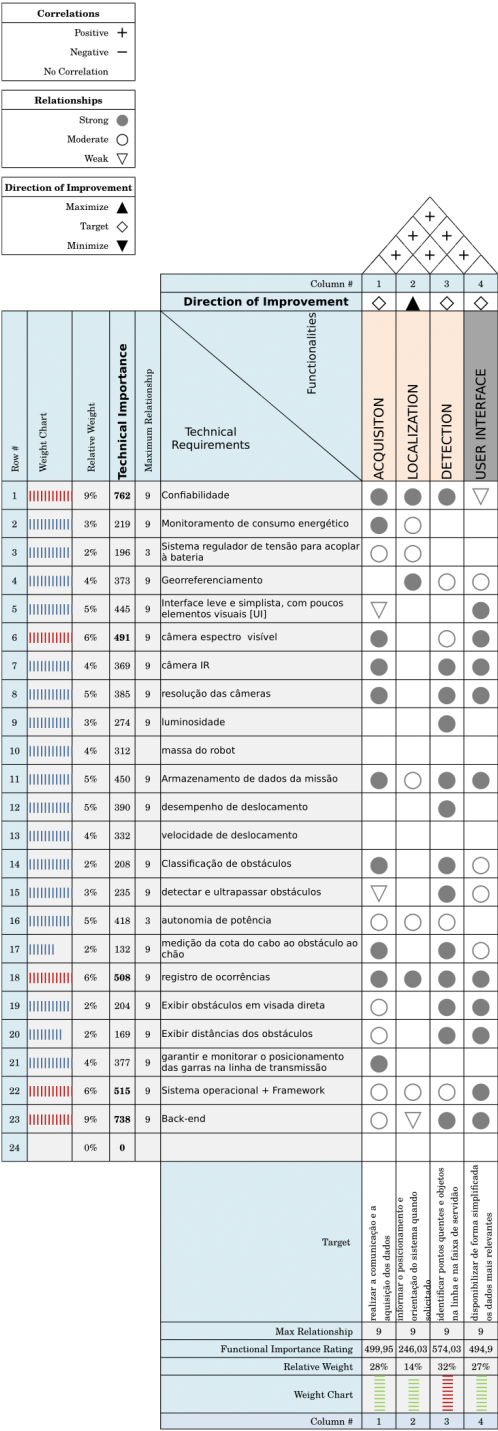 Correlations
Positive +
Negative −
No Correlation
Relationships
Strong ●
Moderate ○
Weak ▽
Direction of Improvement
Maximize ▲
Target ◇
Minimize ▼
+
+ +
+ + +
Column # 1 2 3 4
Direction of Improvement ◇ ▲ ◇ ◇
Row #
Weight Chart
Relative Weight
Technical Importance
Maximum Relationship
Functionalities
Technical
Requirements
ACQUISITON
LOCALIZATION
DETECTION
USER INTERFACE
1 9% 762 9 Confiabilidade ● ● ● ▽
2 3% 219 9 Monitoramento de consumo energético ● ○
3 2% 196 3 Sistema regulador de tensão para acoplar
à bateria ○ ○
4 4% 373 9 Georreferenciamento ● ○ ○
5 5% 445 9 Interface leve e simplista, com poucos
elementos visuais [UI] ▽ ●
6 6% 491 9 câmera espectro visível ● ○ ●
7 4% 369 9 câmera IR ● ● ●
8 5% 385 9 resolução das câmeras ● ● ●
9 3% 274 9 luminosidade ●
10 4% 312 massa do robot
11 5% 450 9 Armazenamento de dados da missão ● ○ ● ●
12 5% 390 9 desempenho de deslocamento ●
13 4% 332 velocidade de deslocamento
14 2% 208 9 Classificação de obstáculos ● ● ○
15 3% 235 9 detectar e ultrapassar obstáculos ▽ ● ○
16 5% 418 3 autonomia de potência ○ ○ ○
17 2% 132 9 medição da cota do cabo ao obstáculo ao
chão ● ● ○
18 6% 508 9 registro de ocorrências ● ● ● ●
19 2% 204 9 Exibir obstáculos em visada direta ○ ● ●
20 2% 169 9 Exibir distâncias dos obstáculos ○ ● ●
21 4% 377 9 garantir e monitorar o posicionamento
das garras na linha de transmissão ●
22 6% 515 9 Sistema operacional + Framework ○ ○ ○ ●
23 9% 738 9 Back-end ○ ▽ ● ●
24 0% 0
Target
realizar a comunicação e a
aquisição dos dados
informar o posicionamento e
orientação do sistema quando
solicitado
identificar pontos quentes e objetos
na linha e na faixa de servidão
disponibilizar de forma simplificada
os dados mais relevantes
Max Relationship 9 9 9 9
Functional Importance Rating 499,95 246,03 574,03 494,9
Relative Weight 28% 14% 32% 27%
Weight Chart
Column # 1 2 3 4